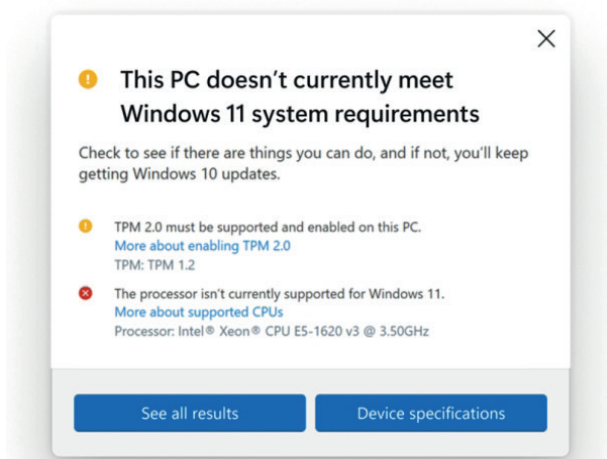 This PC doesn’t currently meet
Windows 11 system requirements
Check to see if there are things you can do, and if not, you’ll keep
getting Windows 10 updates.
TPM 2.0 must be supported and enabled on this PC.
More about enabling TPM 2.0
TPM: TPM 1.2
The processor isn’t currently supported for Windows 11.
More about supported CPUs
Processor: Intel® Xeon® CPU E5-1620 v3 @ 3.50GHz
See all results
Device specifications